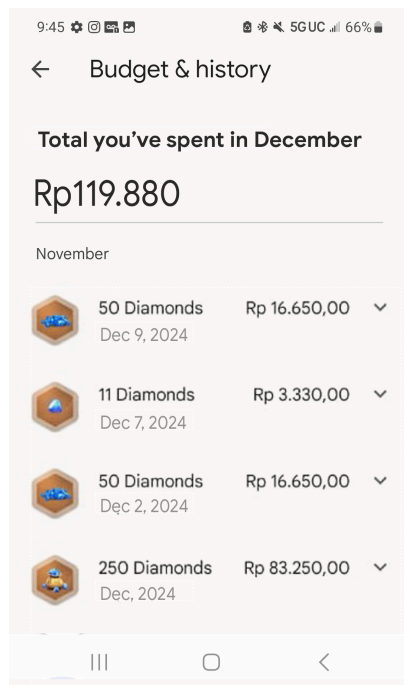 9:45 5GUC 66%
Budget & history
Total you've spent in December
Rp119.880
November
50 Diamonds Rp 16.650,00
Dec 9, 2024
11 Diamonds Rp 3.330,00
Dec 7, 2024
50 Diamonds Rp 16.650,00
Dec 2, 2024
250 Diamonds Rp 83.250,00
Dec, 2024